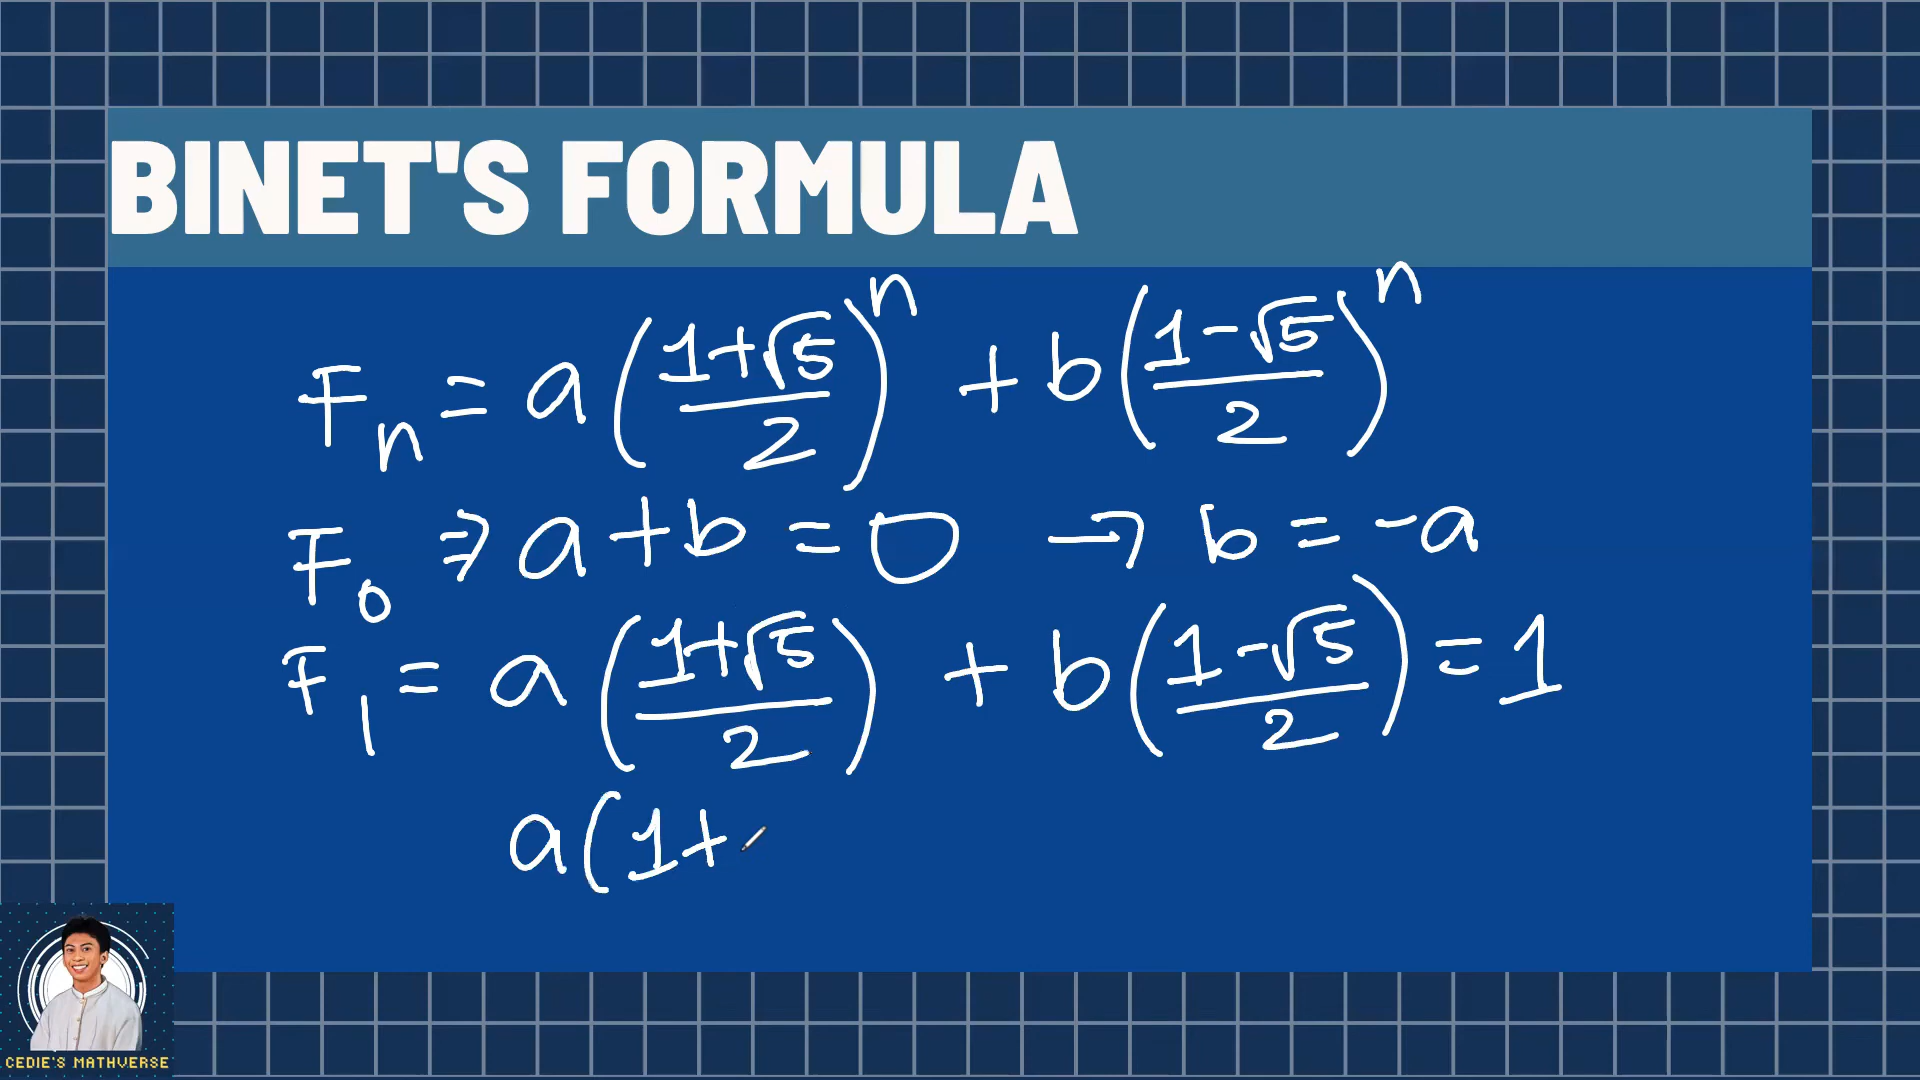 BINET'S FORMULA
Fₙ = a((1+√5)/2)ⁿ + b((1-√5)/2)ⁿ
F₀ ⇒ a+b = 0 → b = -a
F₁ = a((1+√5)/2) + b((1-√5)/2) = 1
a(1+
CEDIE'S MATHVERSE